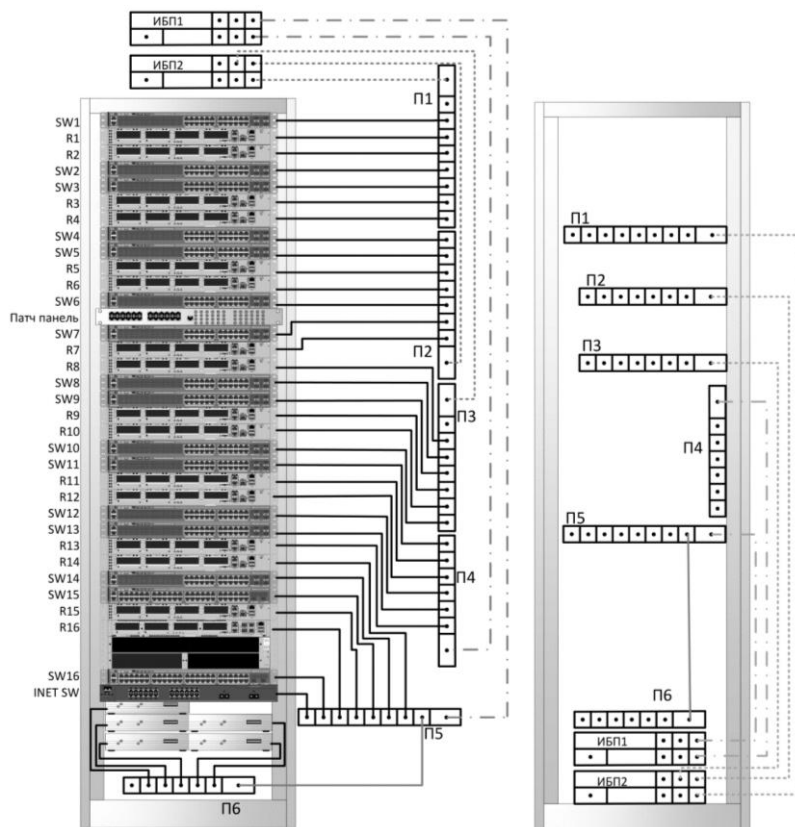 ИБП1
ИБП2
П1
SW1
R1
R2
SW2
SW3
R3
R4
SW4
SW5
R5
R6
SW6
Патч панель
SW7
R7
П2
R8
SW8
SW9
П3
R9
R10
SW10
SW11
R11
R12
SW12
SW13
R13
R14
П4
SW14
SW15
R15
R16
SW16
INET SW
П5
П6
П1
П2
П3
П4
П5
П6
ИБП1
ИБП2